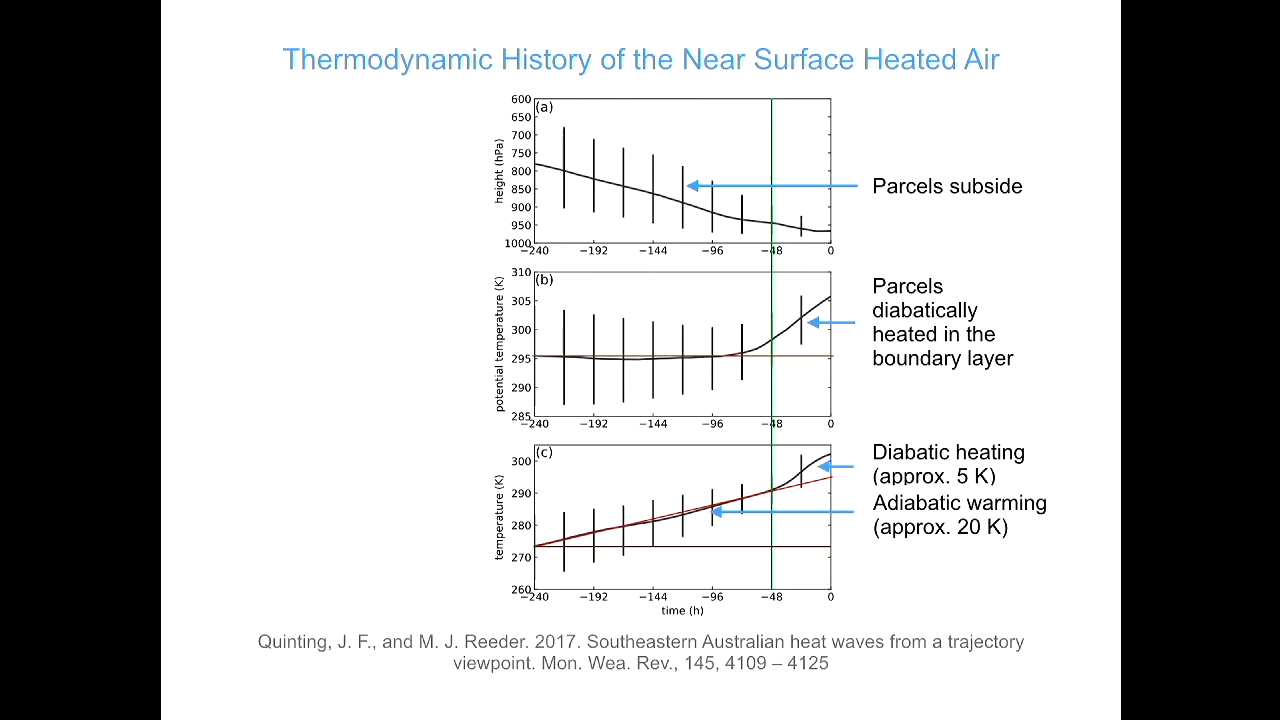 Thermodynamic History of the Near Surface Heated Air
(a)
height (hPa)
600
650
700
750
800
850
900
950
1000
−240 −192 −144 −96 −48 0
Parcels subside
(b)
potential temperature (K)
310
305
300
295
290
285
−240 −192 −144 −96 −48 0
Parcels
diabatically
heated in the
boundary layer
(c)
temperature (K)
300
290
280
270
260
−240 −192 −144 −96 −48 0
time (h)
Diabatic heating
(approx. 5 K)
Adiabatic warming
(approx. 20 K)
Quinting, J. F., and M. J. Reeder. 2017. Southeastern Australian heat waves from a trajectory
viewpoint. Mon. Wea. Rev., 145, 4109 – 4125